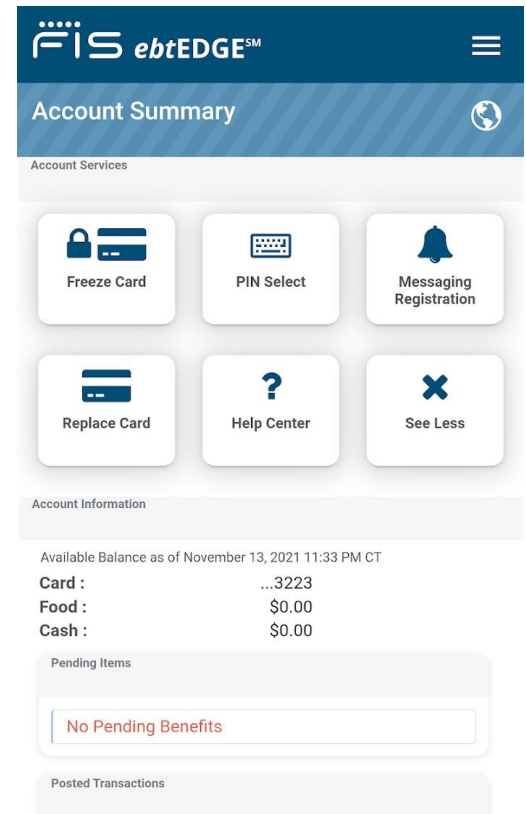 FIS ebtEDGE℠
Account Summary
Account Services
Freeze Card
PIN Select
Messaging
Registration
Replace Card
Help Center
See Less
Account Information
Available Balance as of November 13, 2021 11:33 PM CT
Card : ...3223
Food : $0.00
Cash : $0.00
Pending Items
No Pending Benefits
Posted Transactions